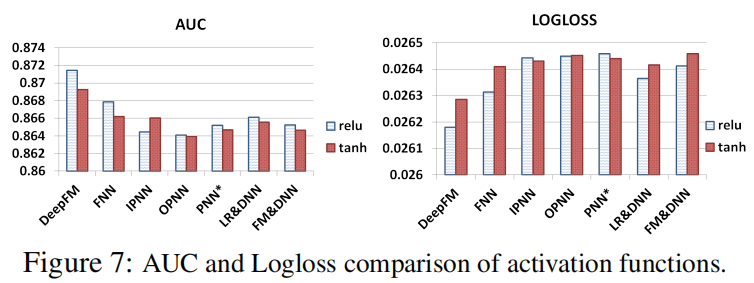 AUC
0.874
0.872
0.87
0.868
0.866
0.864
0.862
0.86
relu
tanh
DeepFM
FNN
IPNN
OPNN
PNN*
LR&DNN
FM&DNN
LOGLOSS
0.0265
0.0264
0.0263
0.0262
0.0261
0.026
relu
tanh
DeepFM
FNN
IPNN
OPNN
PNN*
LR&DNN
FM&DNN
Figure 7: AUC and Logloss comparison of activation functions.